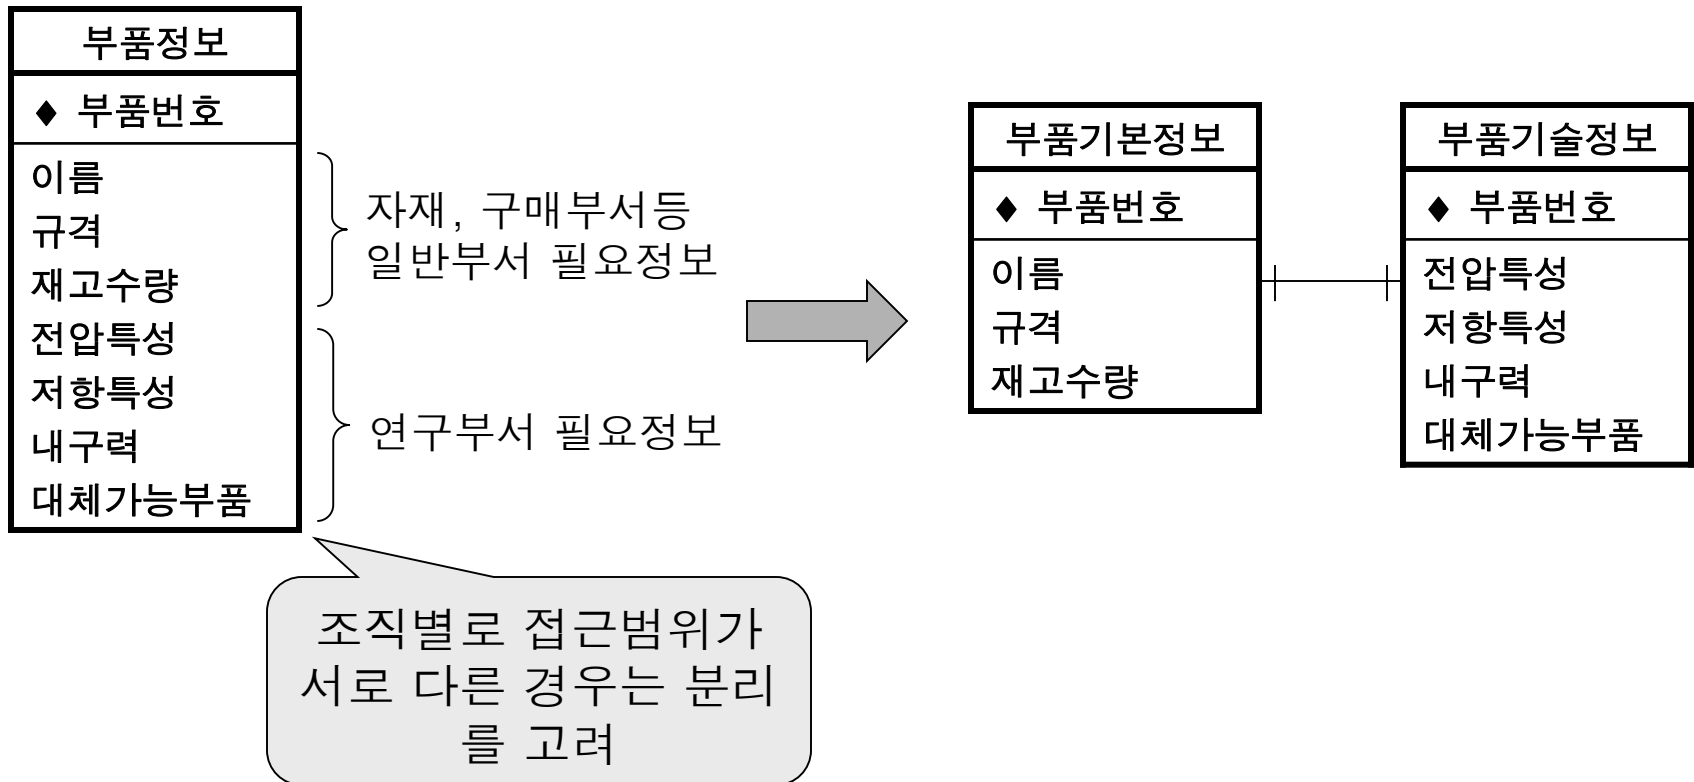 부품정보
◆ 부품번호
이름
규격
재고수량
전압특성
저항특성
내구력
대체가능부품
자재, 구매부서등
일반부서 필요정보
연구부서 필요정보
조직별로 접근범위가
서로 다른 경우는 분리
를 고려
부품기본정보
◆ 부품번호
이름
규격
재고수량
부품기술정보
◆ 부품번호
전압특성
저항특성
내구력
대체가능부품